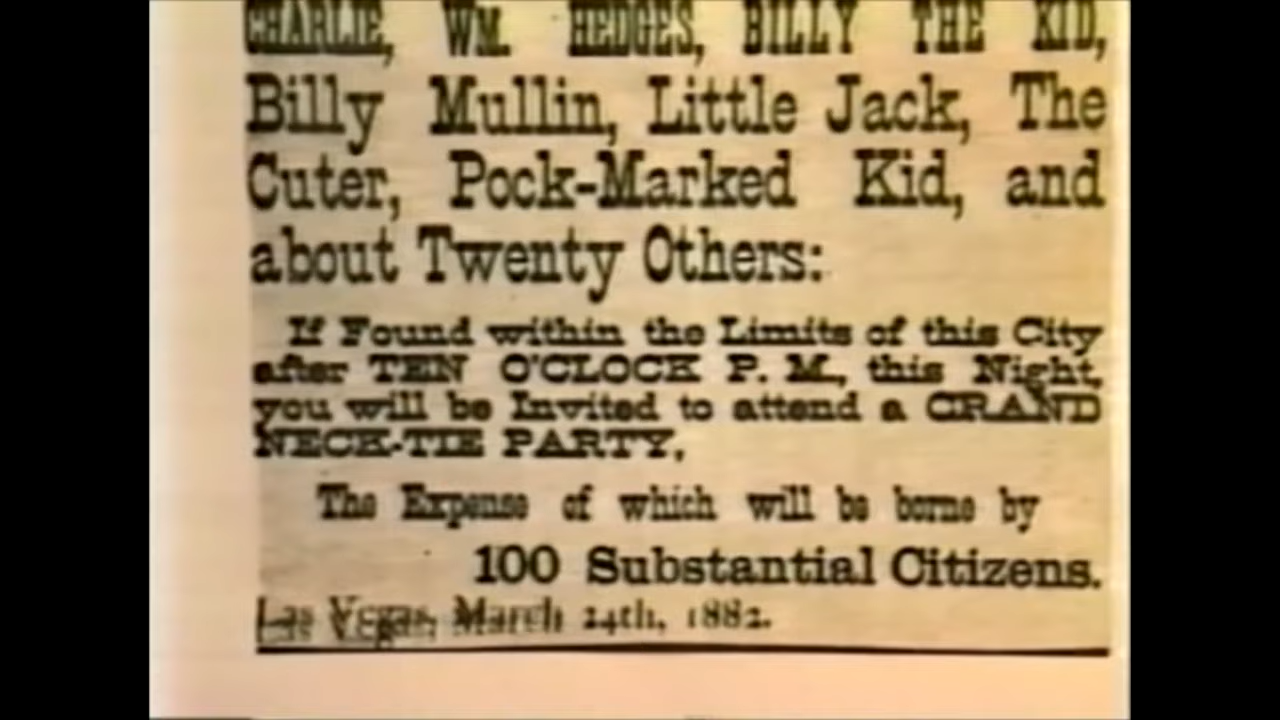 CHARLIE, WM. HEDGES, BILLY THE KID,
Billy Mullin, Little Jack, The
Cuter, Pock-Marked Kid, and
about Twenty Others:
If Found within the Limits of this City
after TEN O'CLOCK P. M., this Night,
you will be Invited to attend a GRAND
NECK-TIE PARTY,
The Expense of which will be borne by
100 Substantial Citizens.
Las Vegas, March 24th, 1882.